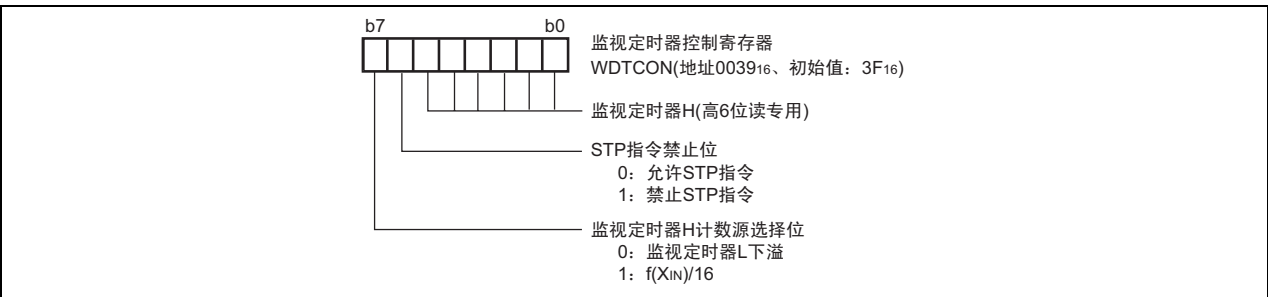 b7 b0
监视定时器控制寄存器
WDTCON(地址003916、初始值：3F16)
监视定时器H(高6位读专用)
STP指令禁止位
0：允许STP指令
1：禁止STP指令
监视定时器H计数源选择位
0：监视定时器L下溢
1：f(XIN)/16